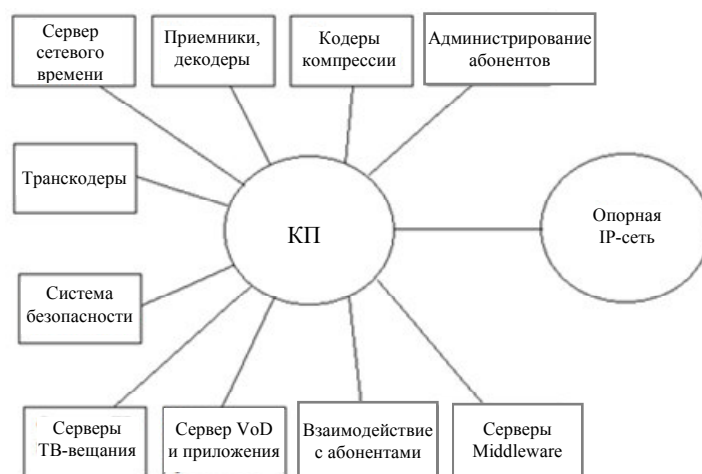 Сервер
сетевого
времени
Приемники,
декодеры
Кодеры
компрессии
Администрирование
абонентов
Транскодеры
КП
Опорная
IP-сеть
Система
безопасности
Серверы
ТВ-вещания
Сервер VoD
и приложения
Взаимодействие
с абонентами
Серверы
Middleware